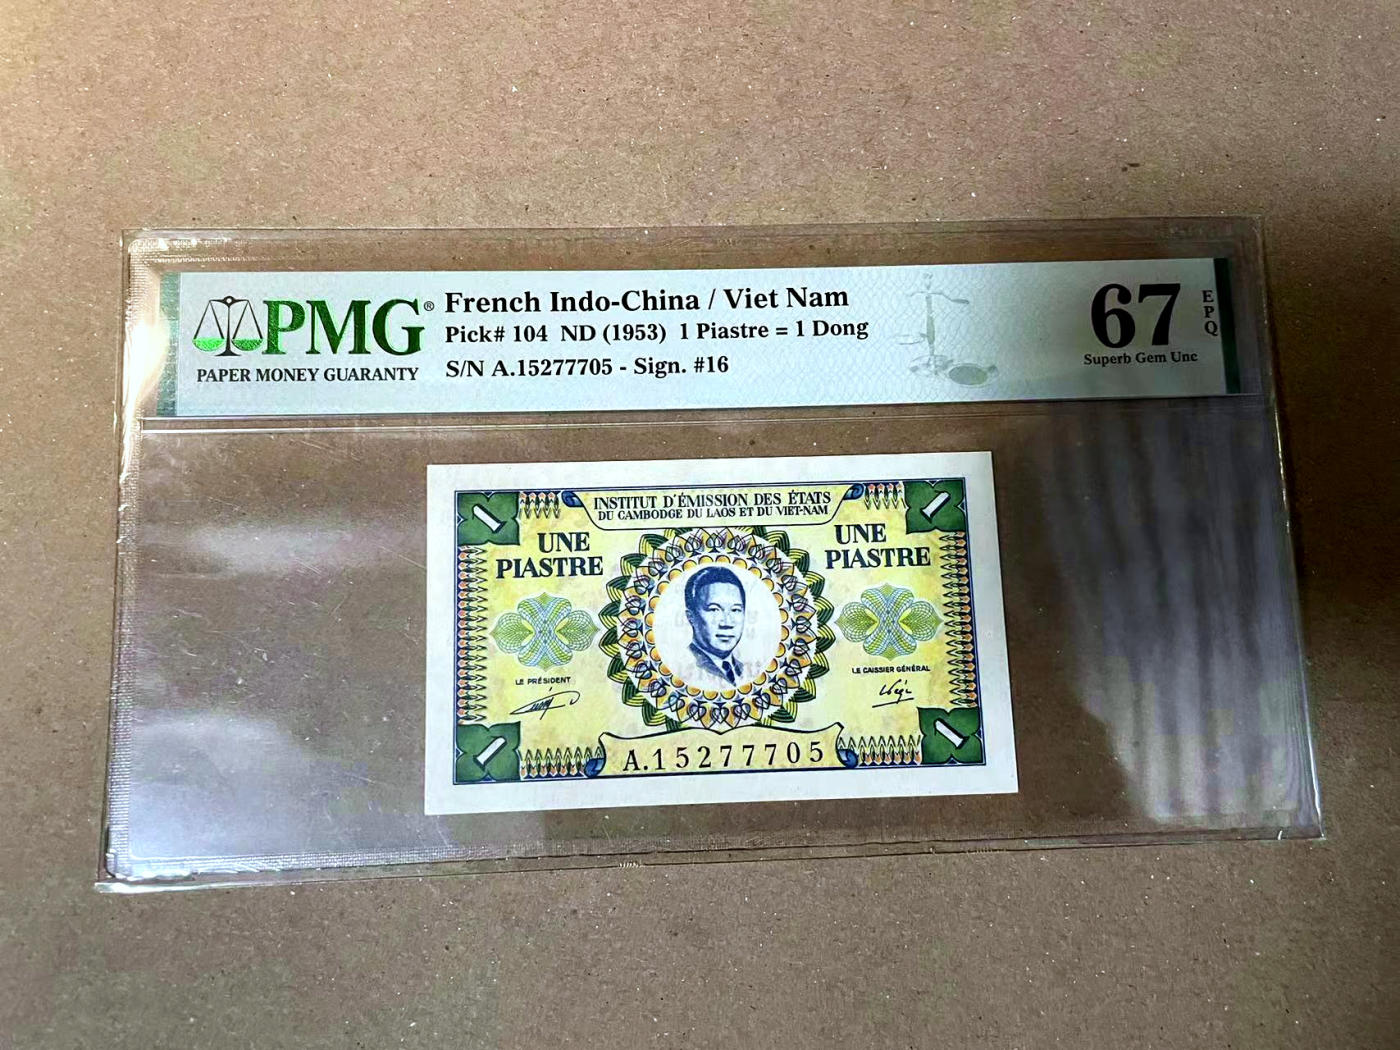 PMG®
PAPER MONEY GUARANTY
French Indo-China / Viet Nam
Pick# 104 ND (1953) 1 Piastre = 1 Dong
S/N A.15277705 - Sign. #16
67
EPQ
Superb Gem Unc
1
1
INSTITUT D'ÉMISSION DES ÉTATS
DU CAMBODGE DU LAOS ET DU VIET-NAM
UNE
PIASTRE
UNE
PIASTRE
LE PRÉSIDENT
LE CAISSIER GÉNÉRAL
1
1
A.15277705